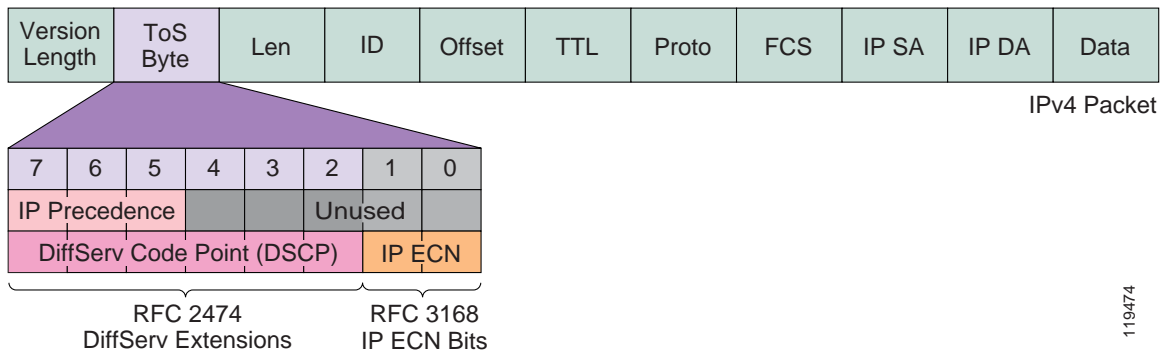 Version Length ToS Byte Len ID Offset TTL Proto FCS IP SA IP DA Data
IPv4 Packet
7 6 5 4 3 2 1 0
IP Precedence Unused
DiffServ Code Point (DSCP) IP ECN
RFC 2474
DiffServ Extensions
RFC 3168
IP ECN Bits
119474